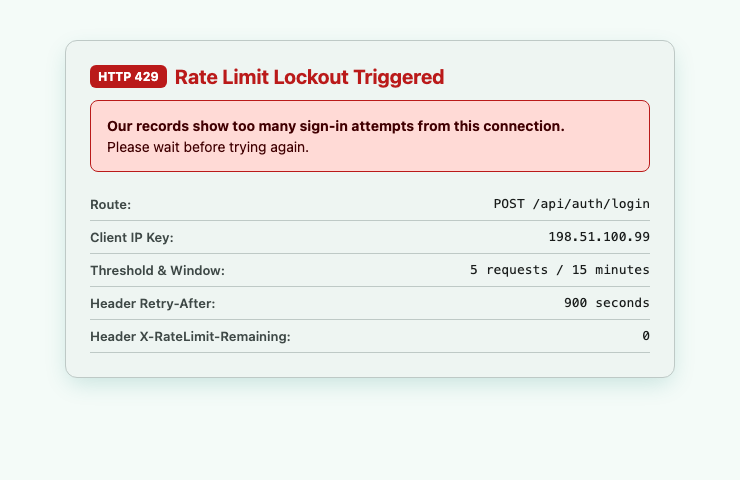 HTTP 429 Rate Limit Lockout Triggered
Our records show too many sign-in attempts from this connection.
Please wait before trying again.
Route: POST /api/auth/login
Client IP Key: 198.51.100.99
Threshold & Window: 5 requests / 15 minutes
Header Retry-After: 900 seconds
Header X-RateLimit-Remaining: 0